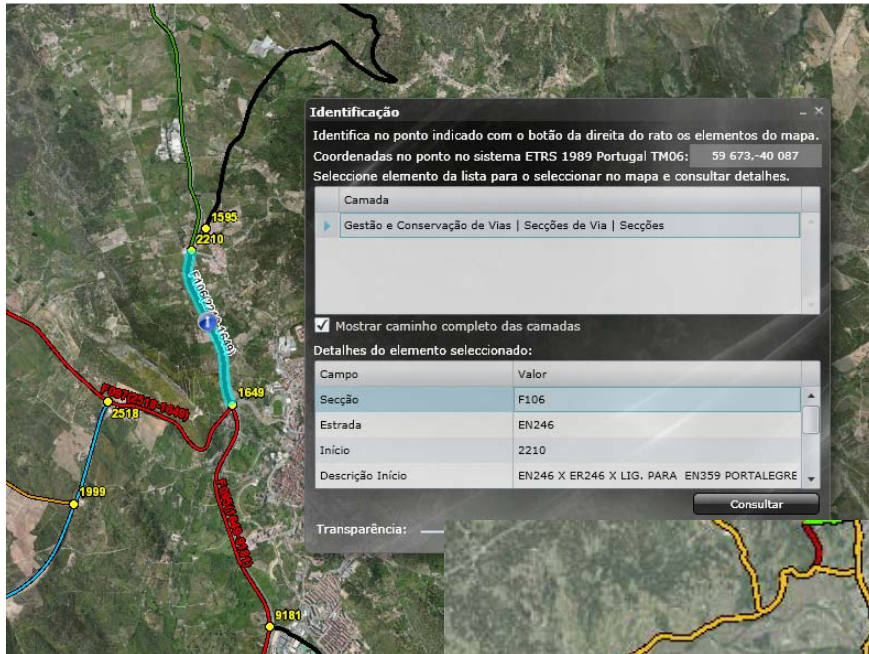 Identificação
Identifica no ponto indicado com o botão da direita do rato os elementos do mapa.
Coordenadas no ponto no sistema ETRS 1989 Portugal TM06: 59 673,-40 087
Seleccione elemento da lista para o seleccionar no mapa e consultar detalhes.
Camada
Gestão e Conservação de Vias | Secções de Via | Secções
Mostrar caminho completo das camadas
Detalhes do elemento seleccionado:
Campo Valor
Secção F106
Estrada EN246
Início 2210
Descrição Início EN246 X ER246 X LIG. PARA EN359 PORTALEGRE
Consultar
Transparência:
1595
2210
F106(2210-1649)
1649
2518
1999
9181